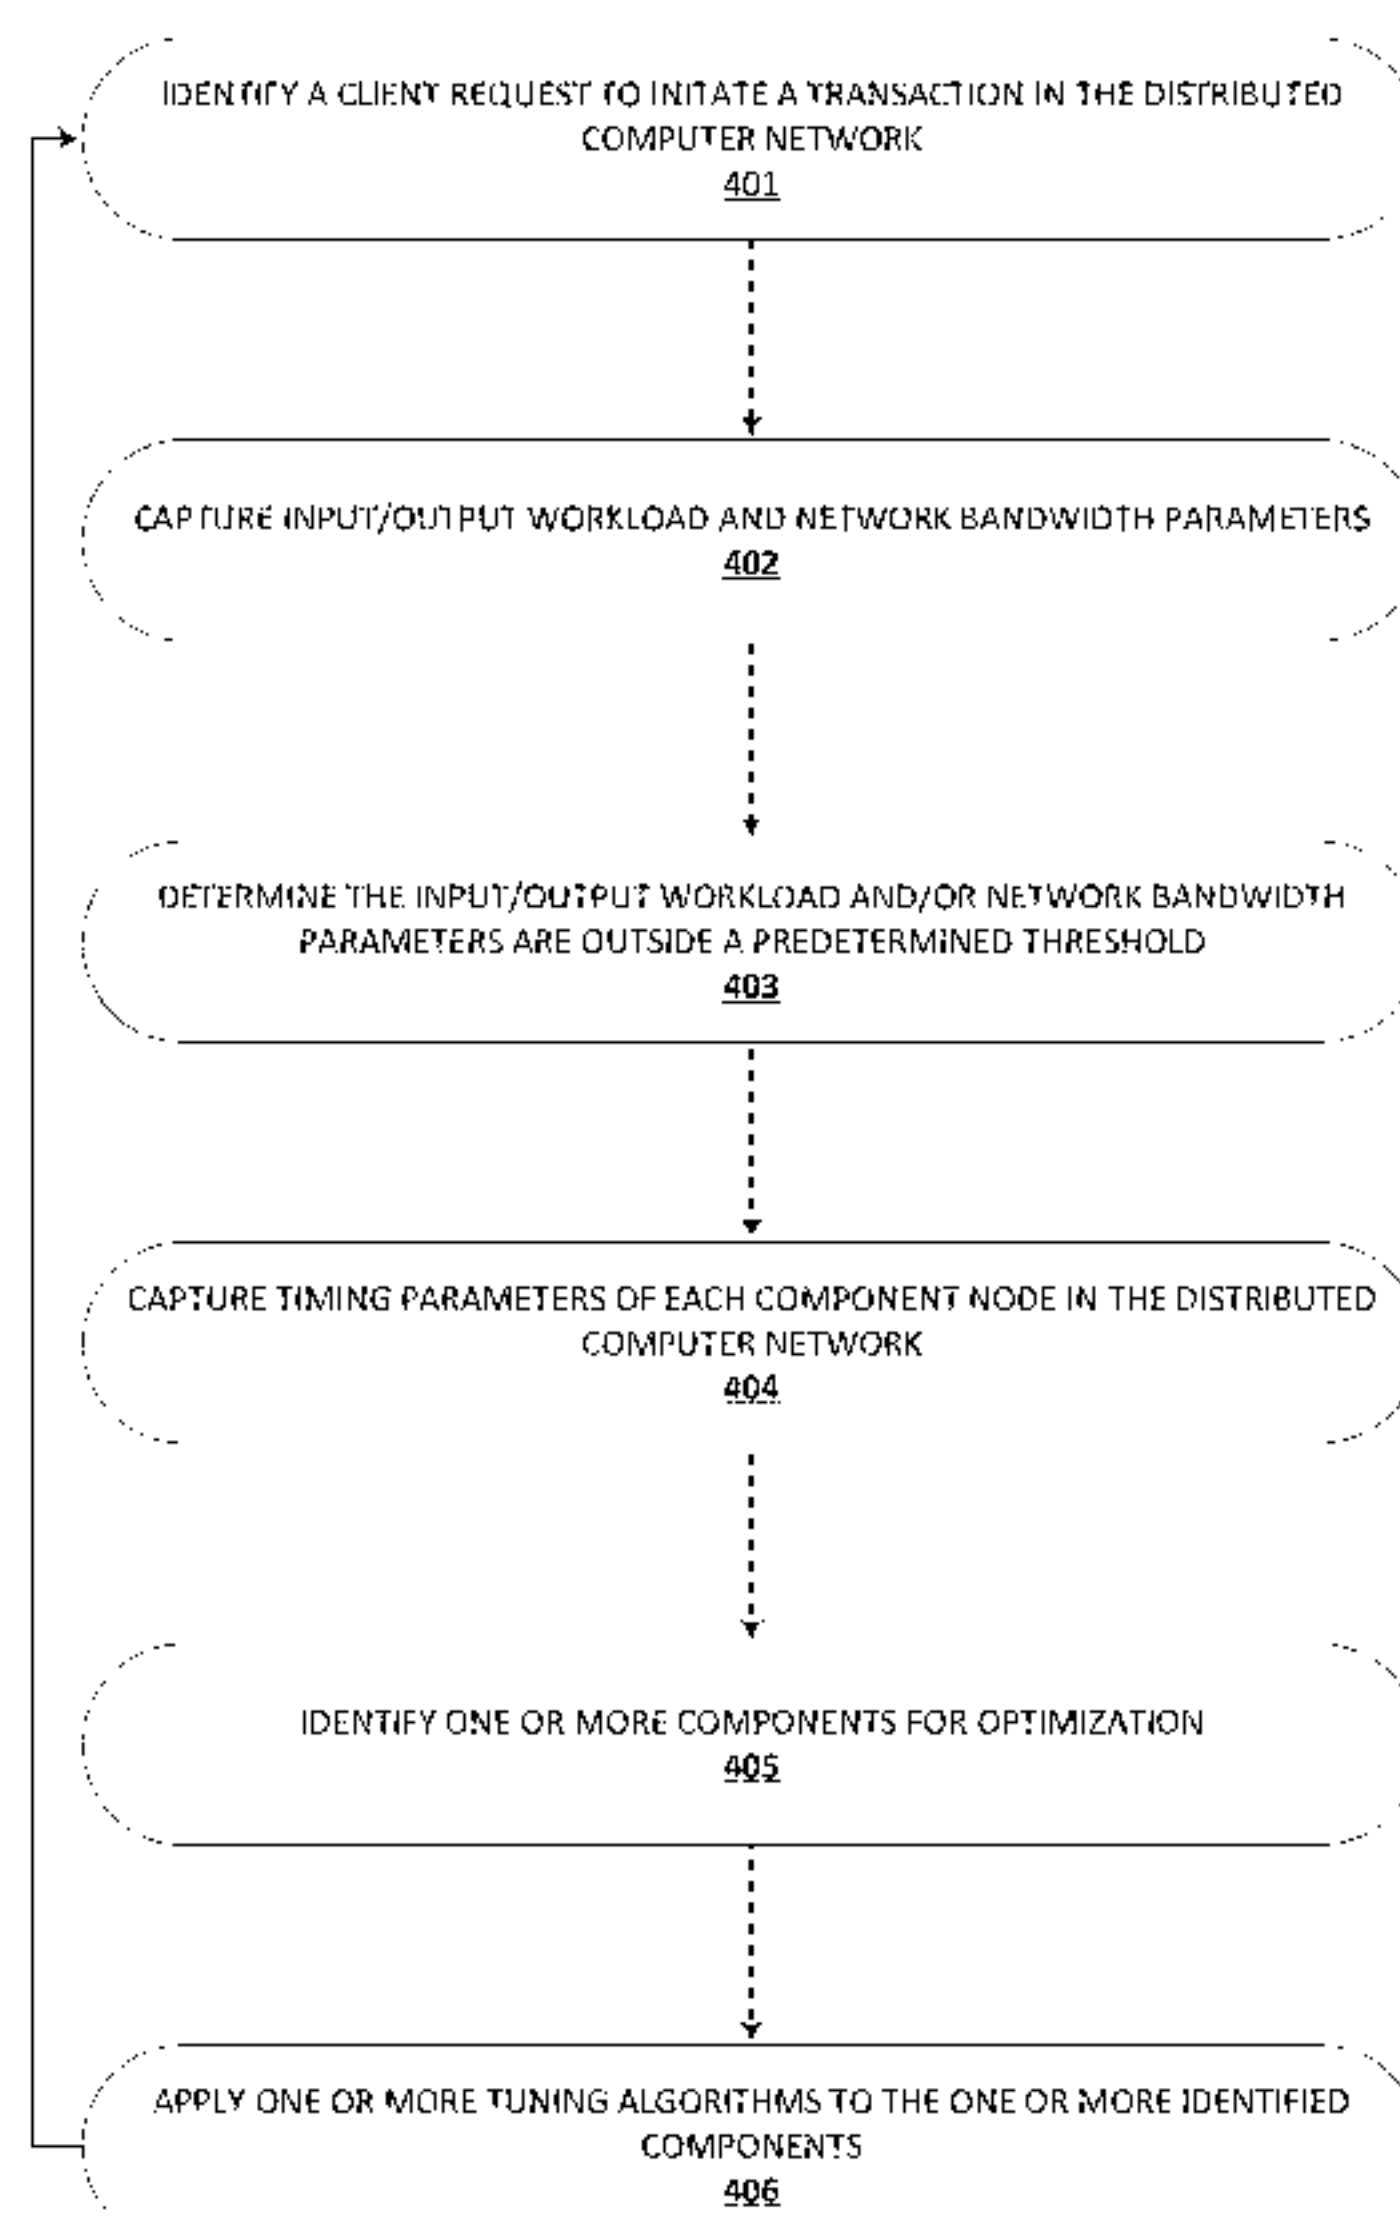 IDENTIFY A CLIENT REQUEST TO INITATE A TRANSACTION IN THE DISTRIBUTED
COMPUTER NETWORK
401
CAPTURE INPUT/OUTPUT WORKLOAD AND NETWORK BANDWIDTH PARAMETERS
402
DETERMINE THE INPUT/OUTPUT WORKLOAD AND/OR NETWORK BANDWIDTH
PARAMETERS ARE OUTSIDE A PREDETERMINED THRESHOLD
403
CAPTURE TIMING PARAMETERS OF EACH COMPONENT NODE IN THE DISTRIBUTED
COMPUTER NETWORK
404
IDENTIFY ONE OR MORE COMPONENTS FOR OPTIMIZATION
405
APPLY ONE OR MORE TUNING ALGORITHMS TO THE ONE OR MORE IDENTIFIED
COMPONENTS
406